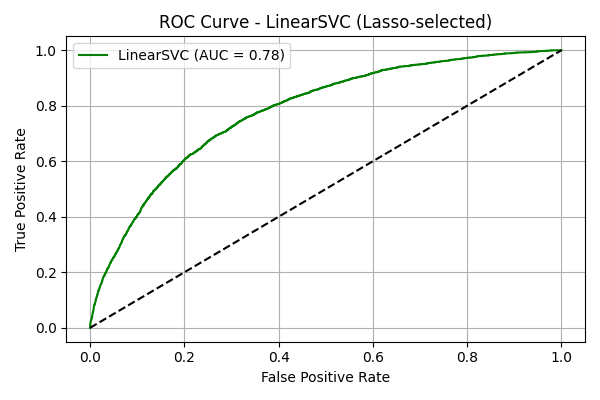 ROC Curve - LinearSVC (Lasso-selected)
LinearSVC (AUC = 0.78)
True Positive Rate
1.0
0.8
0.6
0.4
0.2
0.0
0.0 0.2 0.4 0.6 0.8 1.0
False Positive Rate